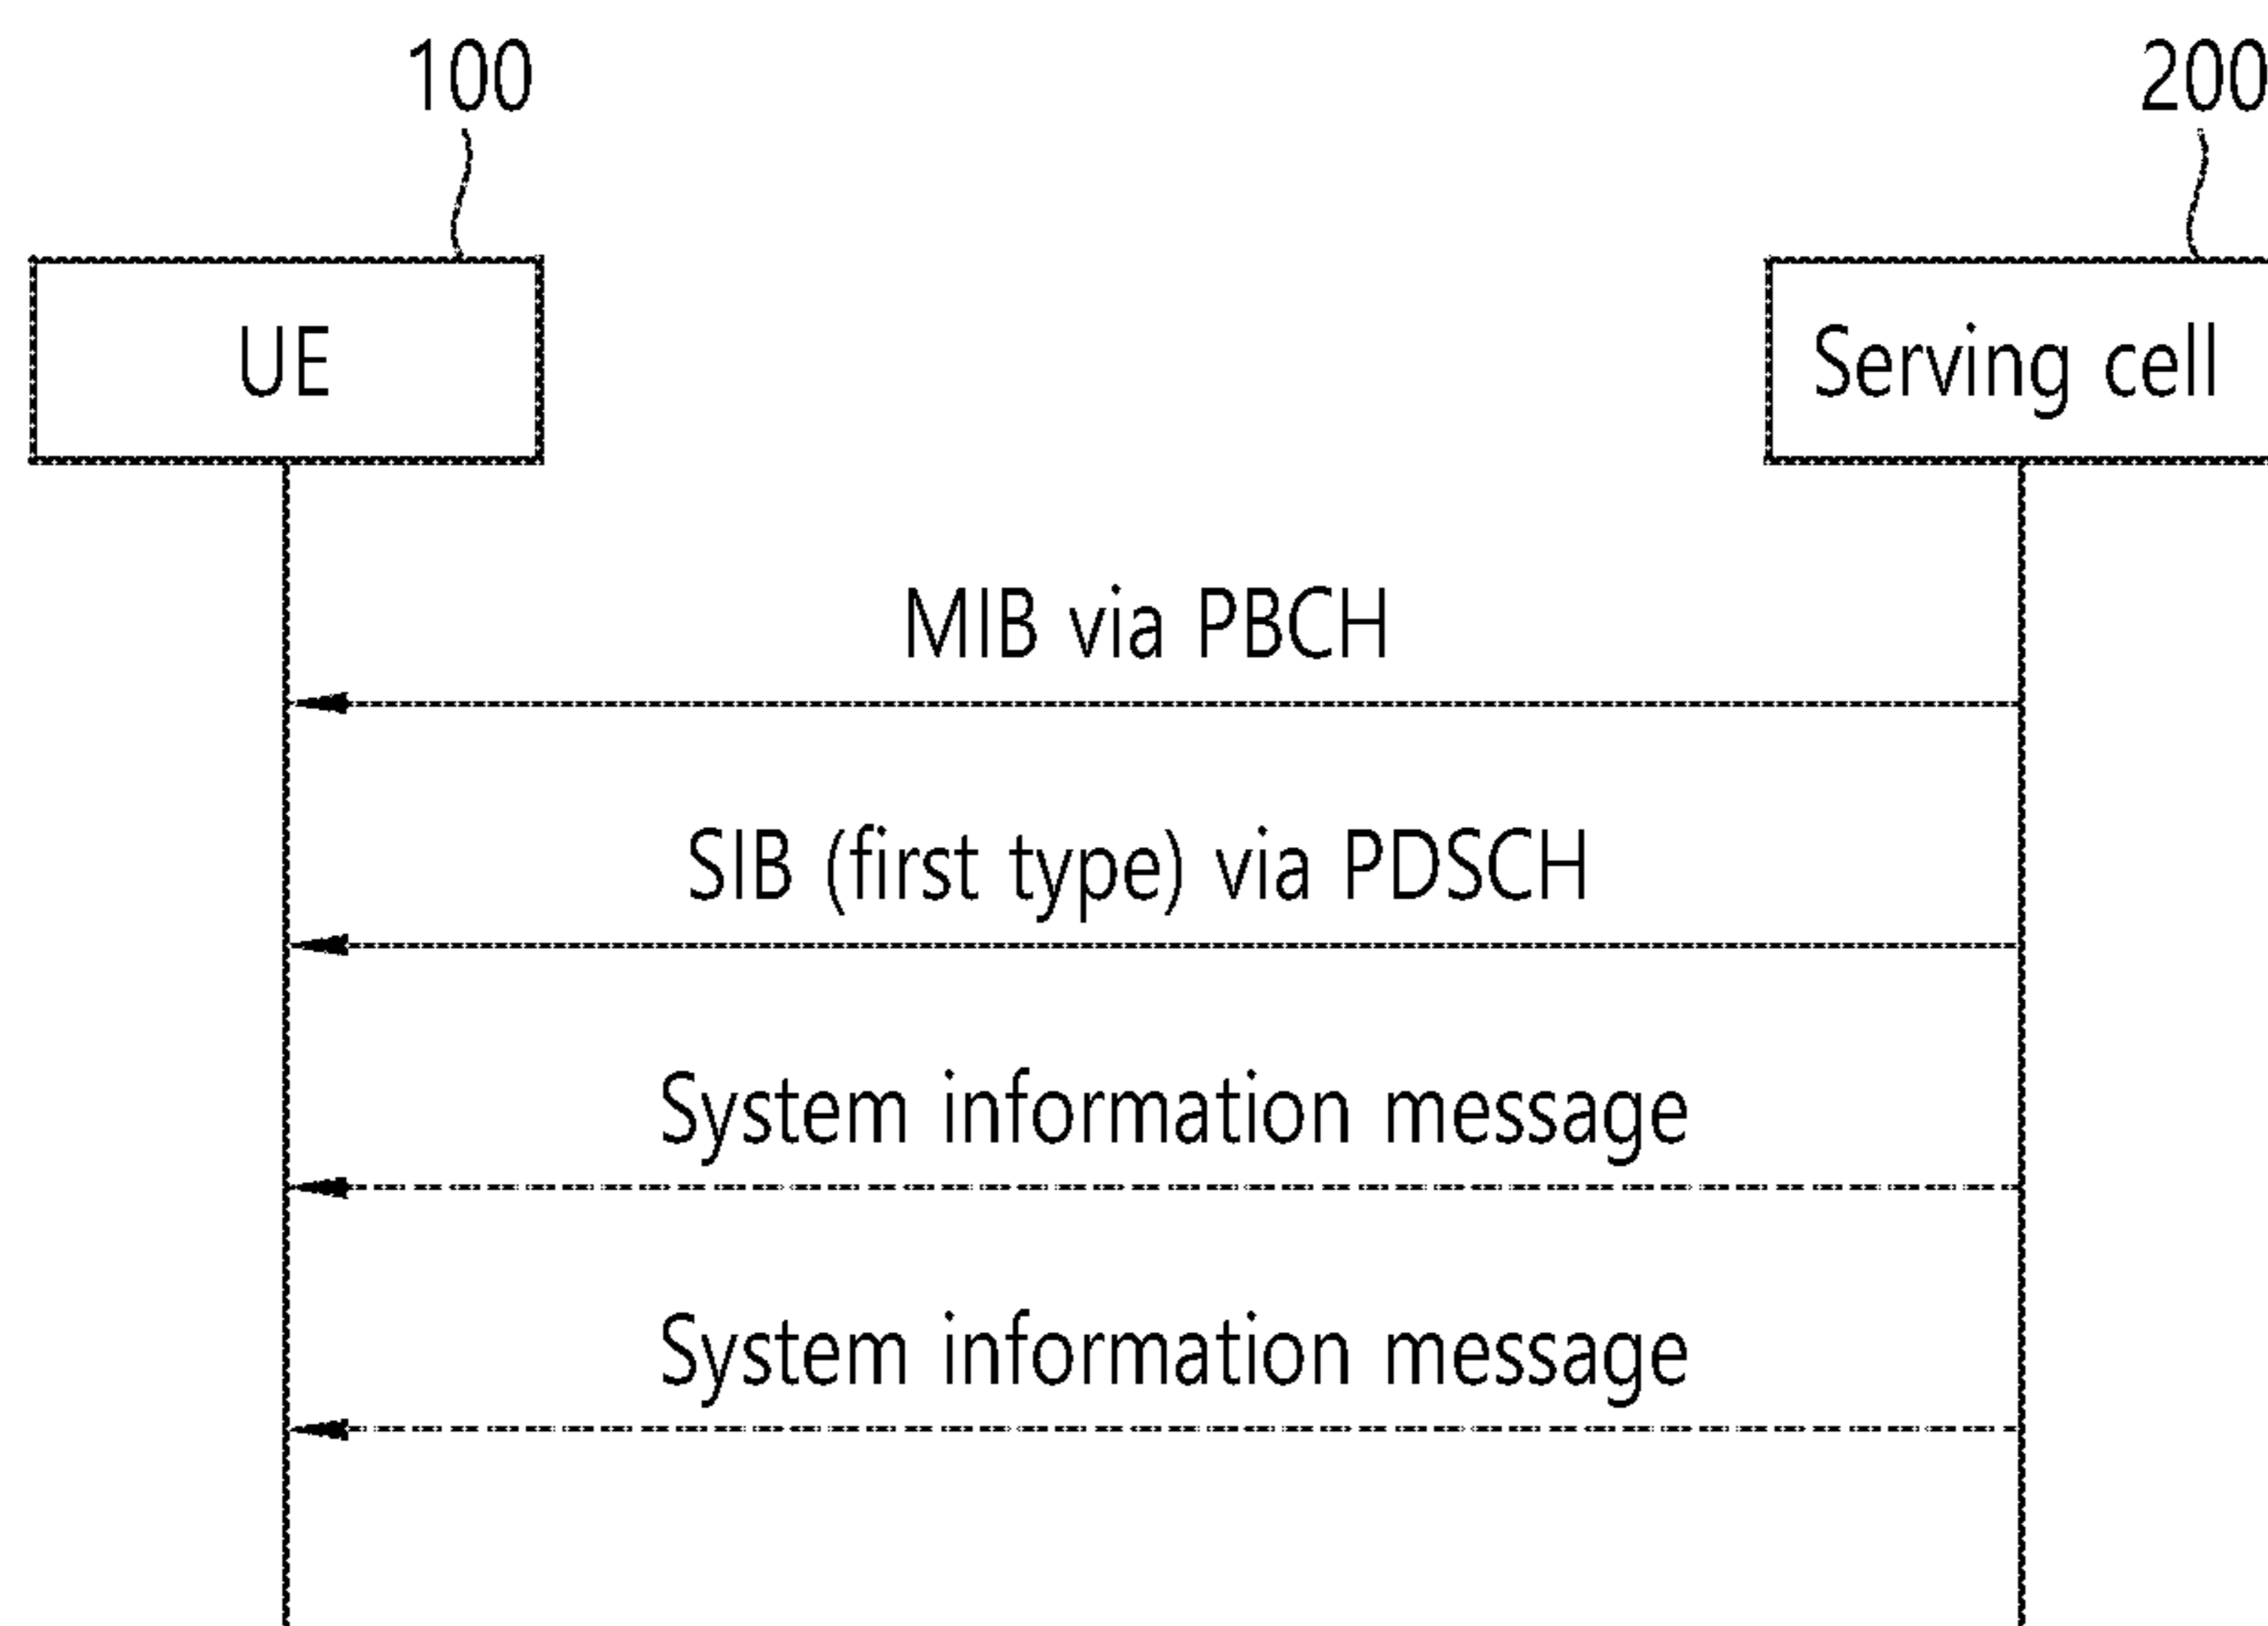 100
200
UE
Serving cell
MIB via PBCH
SIB (first type) via PDSCH
System information message
System information message